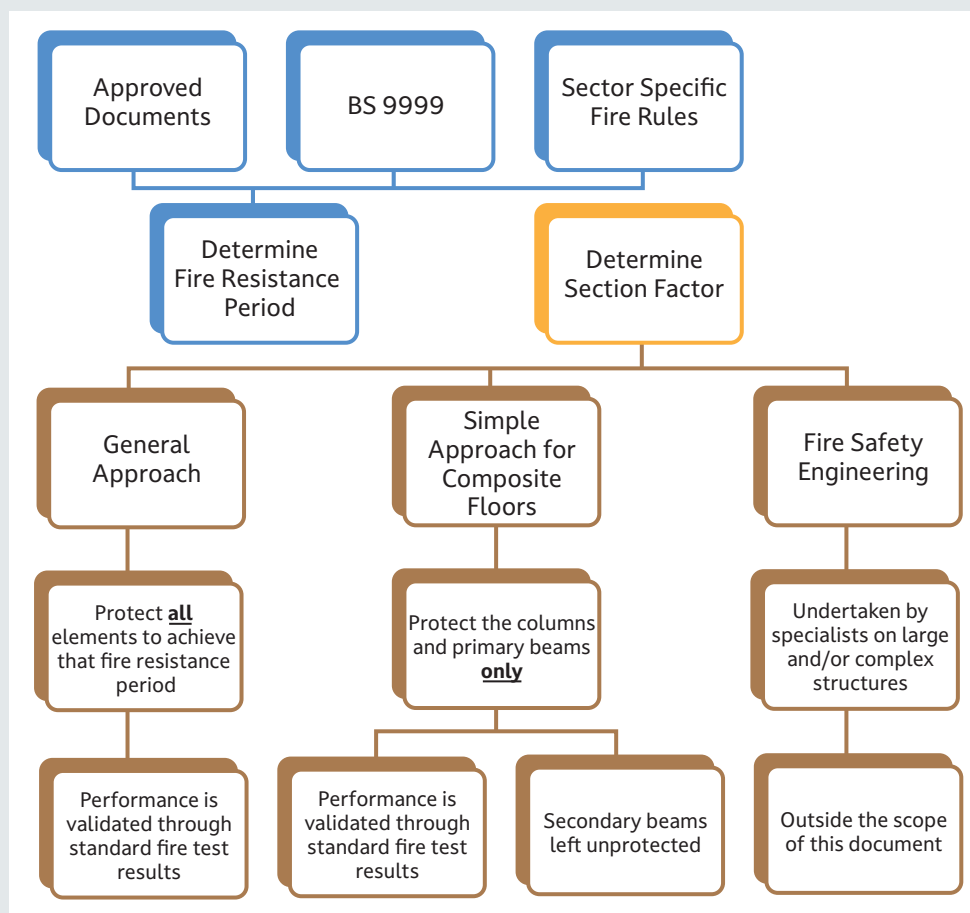 Approved
Documents
BS 9999
Sector Specific
Fire Rules
Determine
Fire Resistance
Period
Determine
Section Factor
General
Approach
Simple
Approach for
Composite
Floors
Fire Safety
Engineering
Protect all
elements to achieve
that fire resistance
period
Protect the columns
and primary beams
only
Undertaken by
specialists on large
and/or complex
structures
Performance is
validated through
standard fire test
results
Performance is
validated through
standard fire test
results
Secondary beams
left unprotected
Outside the scope
of this document